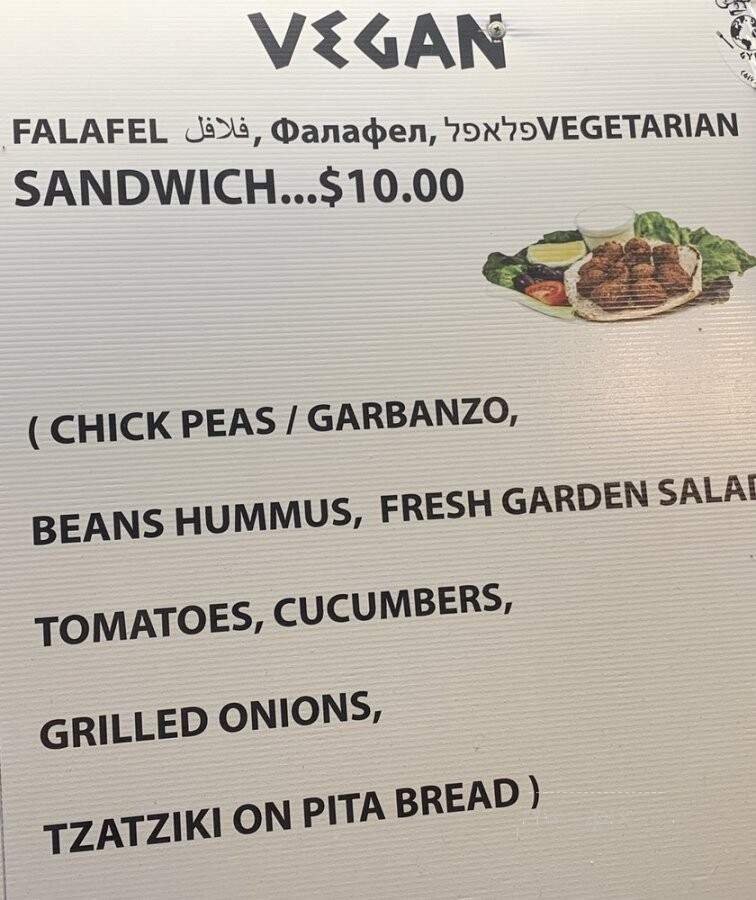 VEGAN
FALAFEL فلافل, Фалафел, פלאפלVEGETARIAN
SANDWICH...$10.00
( CHICK PEAS / GARBANZO,
BEANS HUMMUS, FRESH GARDEN SALAD
TOMATOES, CUCUMBERS,
GRILLED ONIONS,
TZATZIKI ON PITA BREAD )